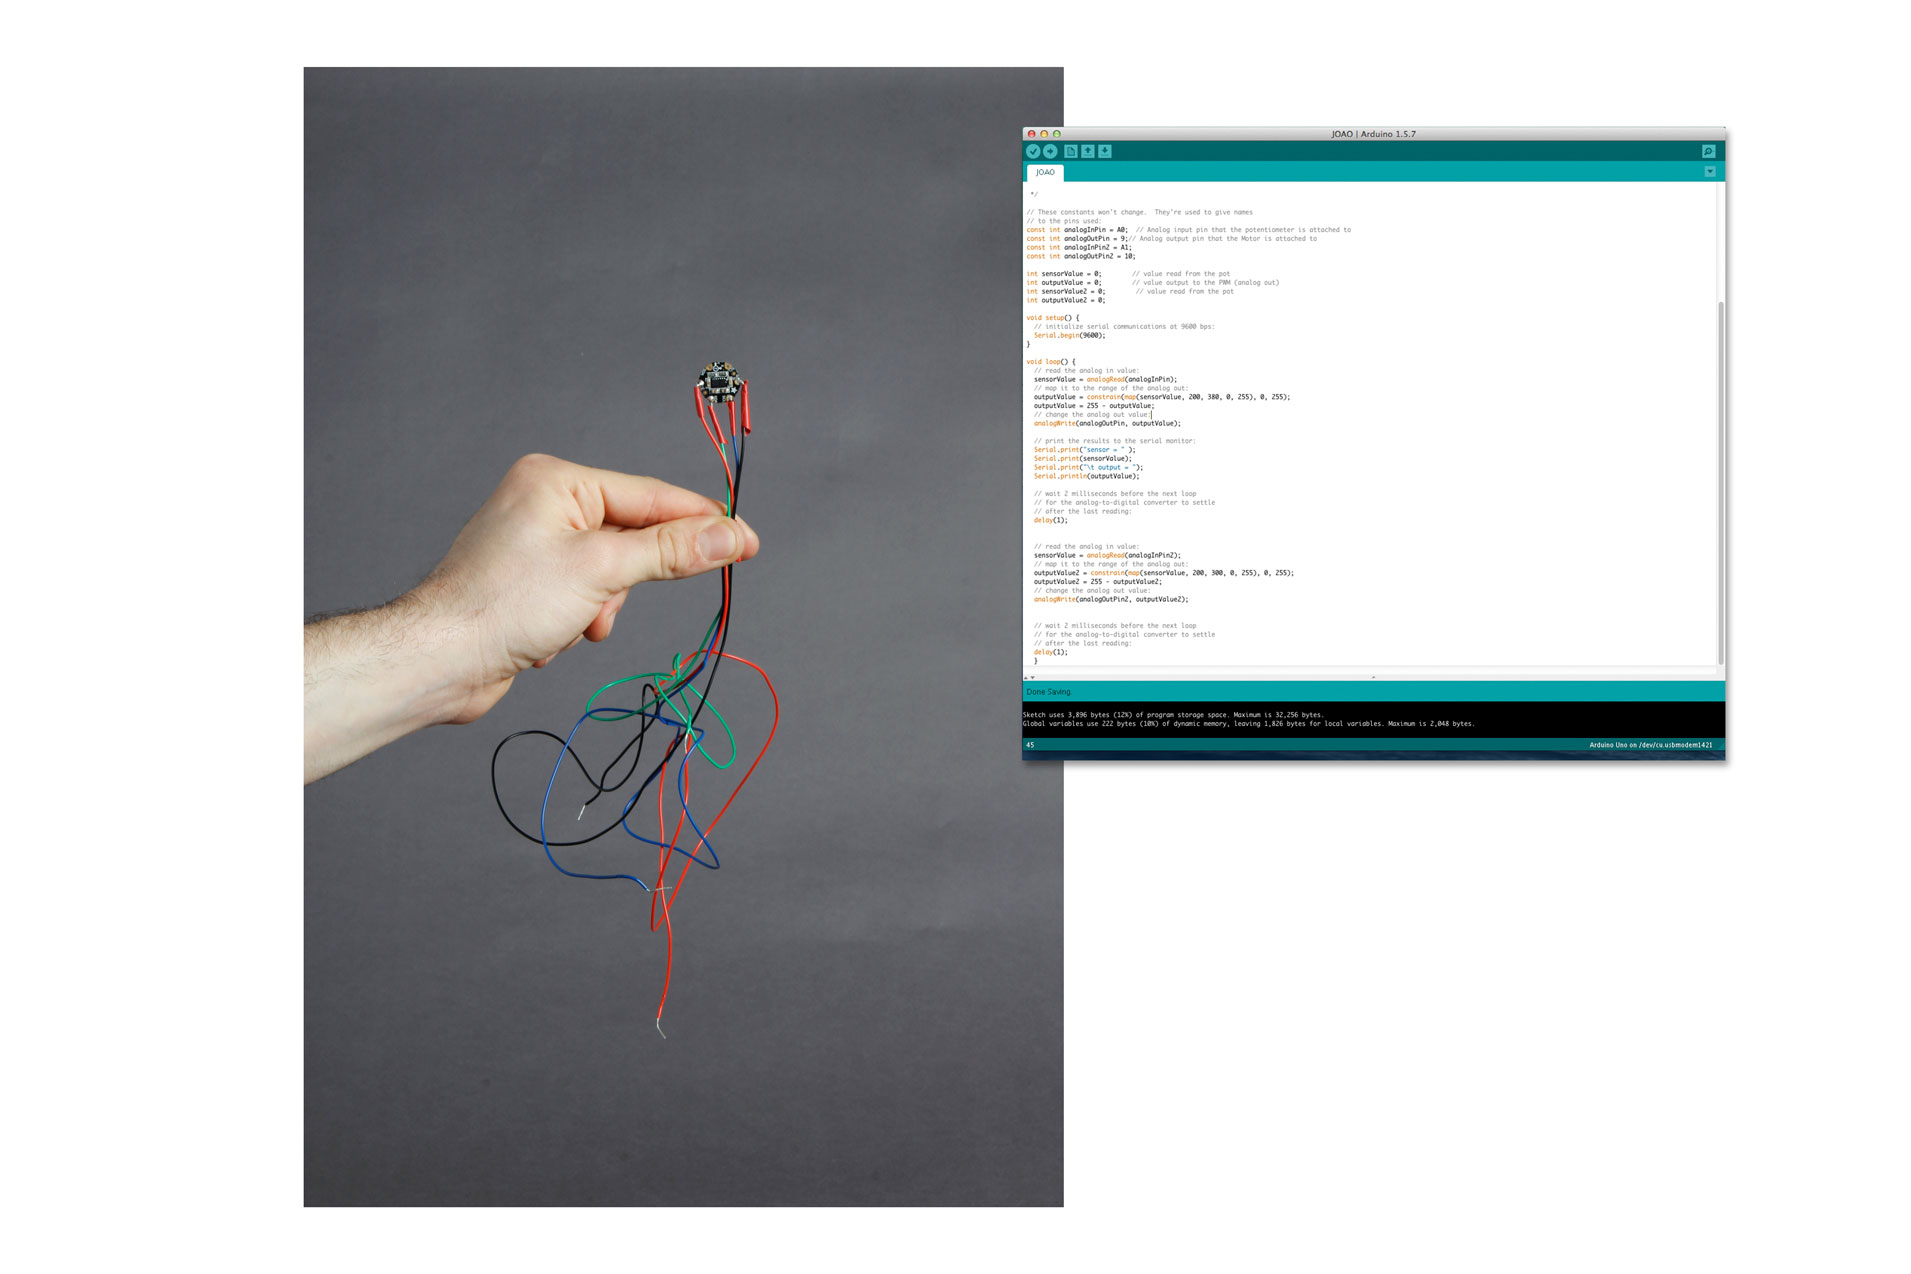 JOAO | Arduino 1.5.7
JOAO
*/
// These constants won't change.  They're used to give names
// to the pins used:
const int analogInPin = A0;  // Analog input pin that the potentiometer is attached to
const int analogOutPin = 9;// Analog output pin that the Motor is attached to
const int analogInPin2 = A1;
const int analogOutPin2 = 10;
int sensorValue = 0;        // value read from the pot
int outputValue = 0;        // value output to the PWM (analog out)
int sensorValue2 = 0;        // value read from the pot
int outputValue2 = 0;
void setup() {
// initialize serial communications at 9600 bps:
Serial.begin(9600);
}
void loop() {
// read the analog in value:
sensorValue = analogRead(analogInPin);
// map it to the range of the analog out:
outputValue = constrain(map(sensorValue, 200, 380, 0, 255), 0, 255);
outputValue = 255 - outputValue;
// change the analog out value:
analogWrite(analogOutPin, outputValue);
// print the results to the serial monitor:
Serial.print("sensor = " );
Serial.print(sensorValue);
Serial.print("\t output = ");
Serial.println(outputValue);
// wait 2 milliseconds before the next loop
// for the analog-to-digital converter to settle
// after the last reading:
delay(1);
// read the analog in value:
sensorValue = analogRead(analogInPin2);
// map it to the range of the analog out:
outputValue2 = constrain(map(sensorValue, 200, 300, 0, 255), 0, 255);
outputValue2 = 255 - outputValue2;
// change the analog out value:
analogWrite(analogOutPin2, outputValue2);
// wait 2 milliseconds before the next loop
// for the analog-to-digital converter to settle
// after the last reading:
delay(1);
}
Done Saving.
Sketch uses 3,896 bytes (12%) of program storage space. Maximum is 32,256 bytes.
Global variables use 222 bytes (10%) of dynamic memory, leaving 1,826 bytes for local variables. Maximum is 2,048 bytes.
45
Arduino Uno on /dev/cu.usbmodem1421